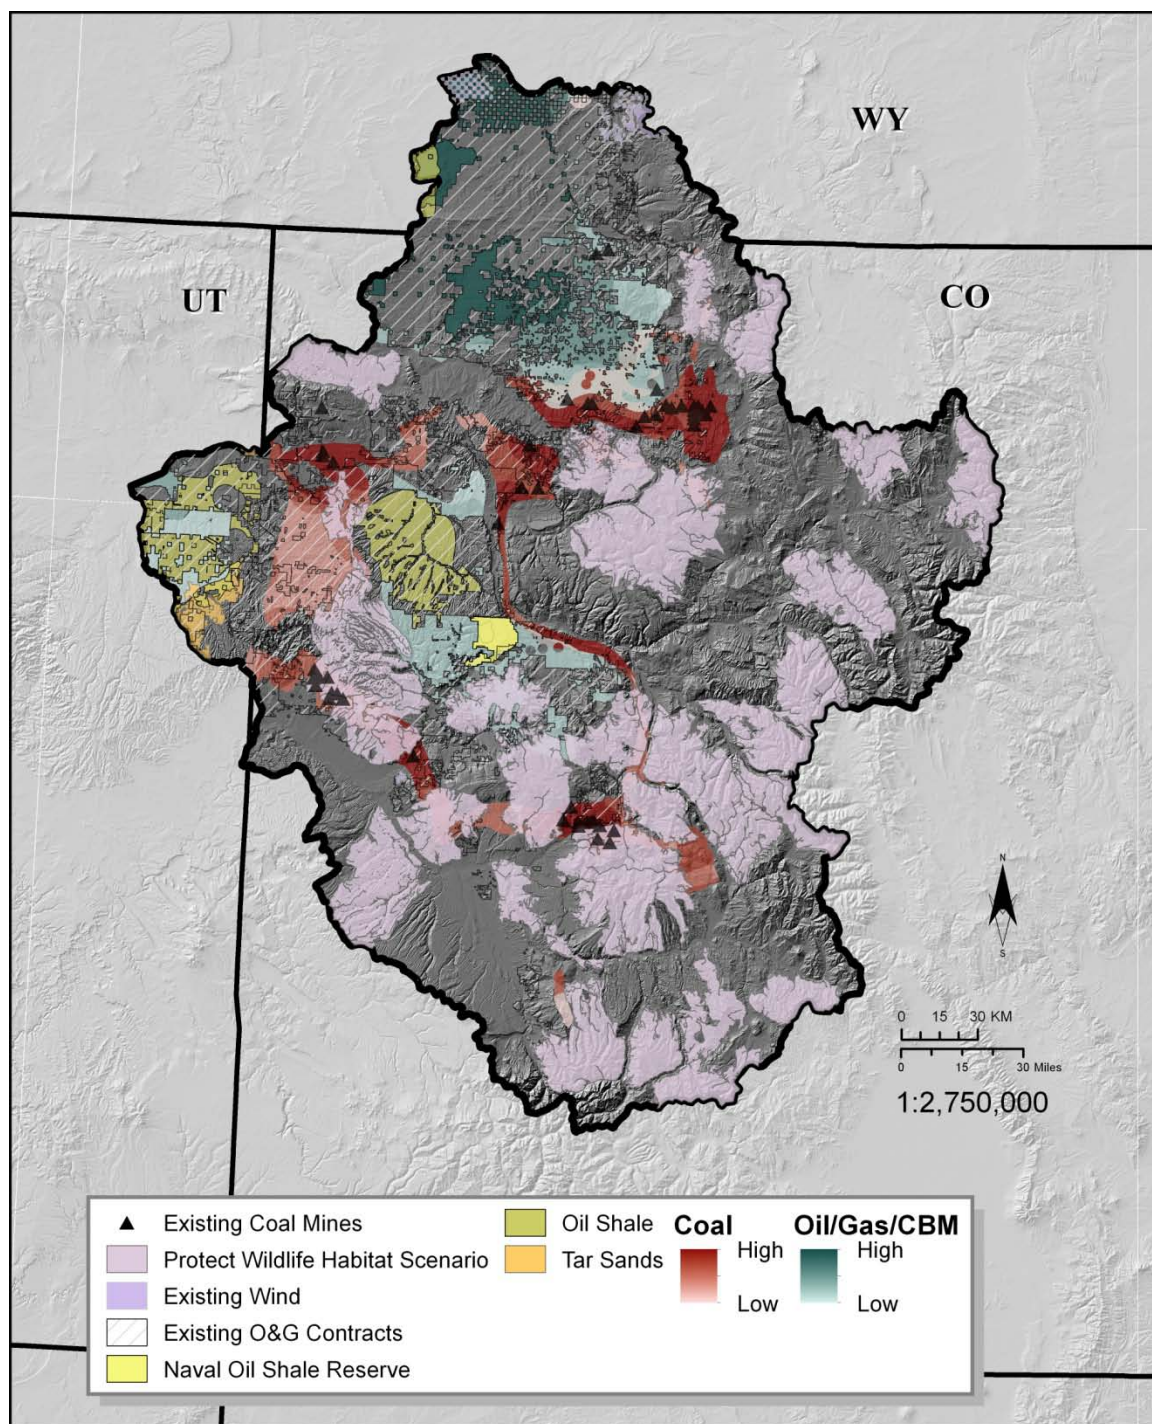 WY
UT
CO
N
S
0 15 30 KM
0 15 30 Miles
1:2,750,000
Existing Coal Mines
Protect Wildlife Habitat Scenario
Existing Wind
Existing O&G Contracts
Naval Oil Shale Reserve
Oil Shale
Tar Sands
Coal
High
Low
Oil/Gas/CBM
High
Low